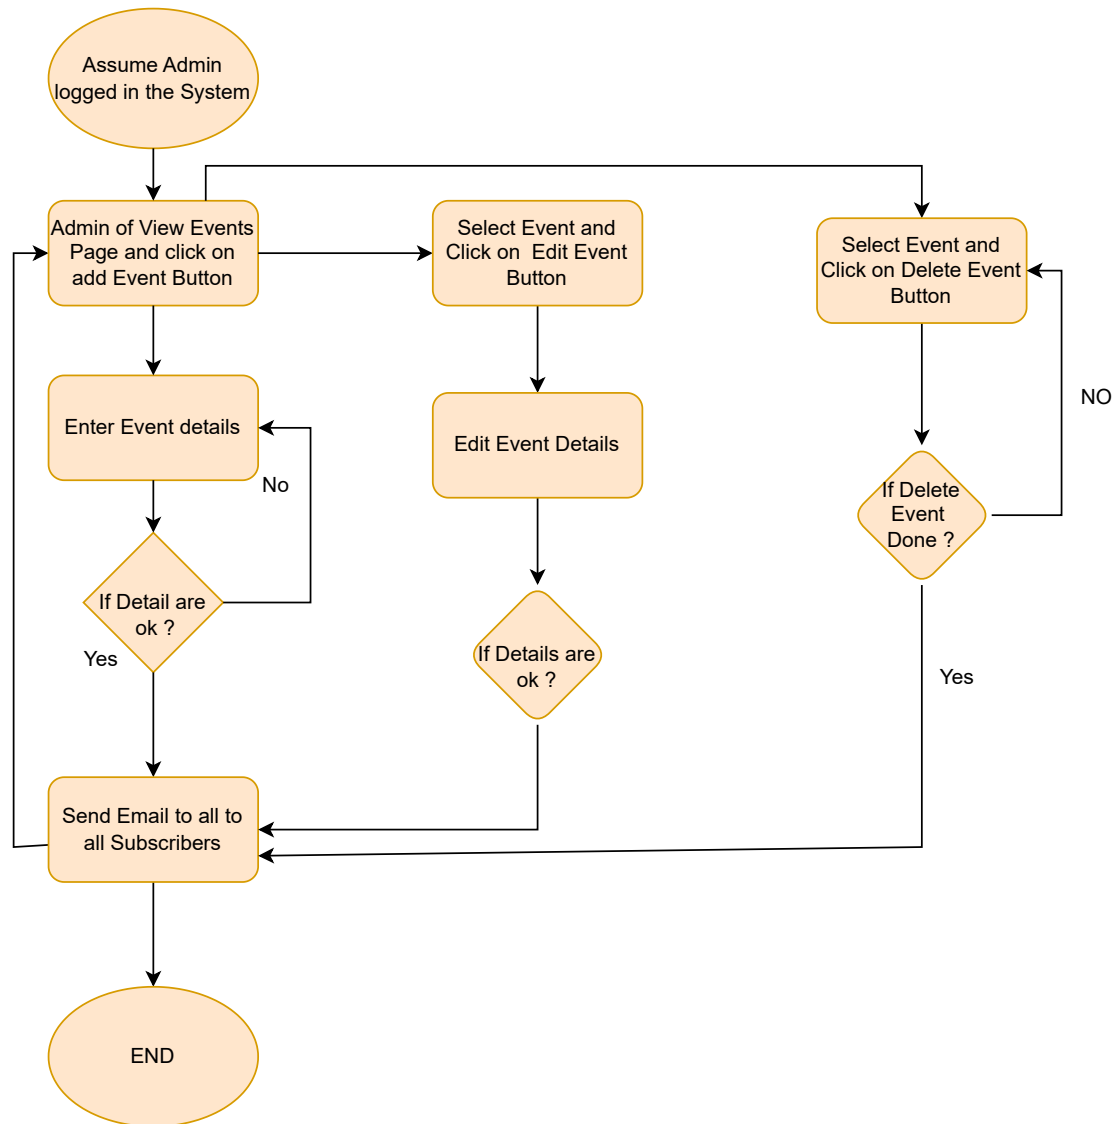 Assume Admin
logged in the System
Admin of View Events
Page and click on
add Event Button
Select Event and
Click on  Edit Event
Button
Select Event and
Click on Delete Event
Button
NO
Enter Event details
No
Edit Event Details
If Delete
Event
Done ?
If Detail are
ok ?
Yes
If Details are
ok ?
Yes
Send Email to all to
all Subscribers
END